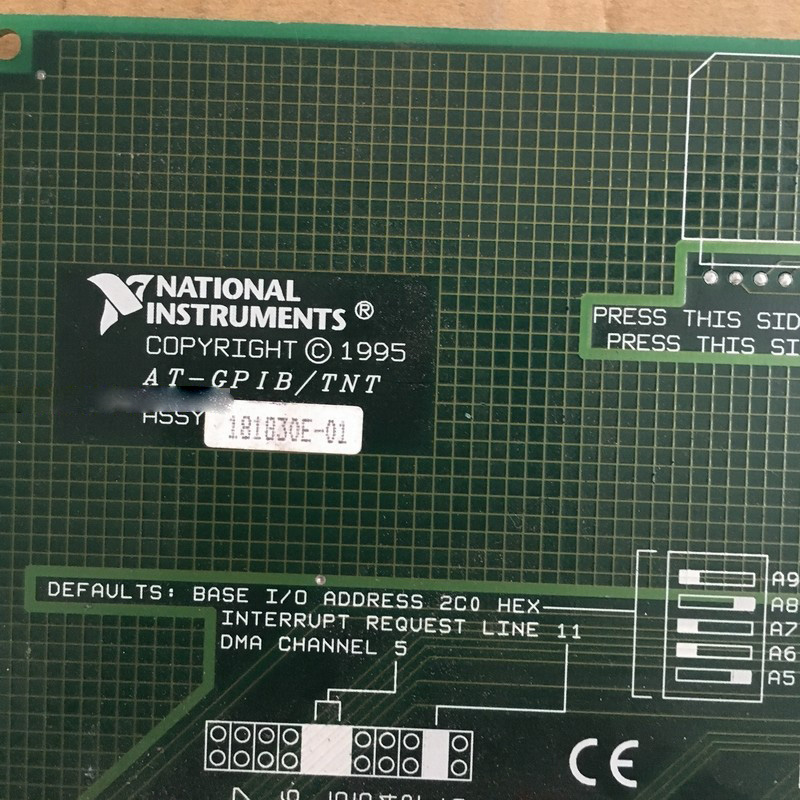 NATIONAL
INSTRUMENTS ®
COPYRIGHT © 1995
AT-GPIB/TNT
ASSY 181830E-01
PRESS THIS SID
PRESS THIS SI
DEFAULTS: BASE I/O ADDRESS 2C0 HEX
INTERRUPT REQUEST LINE 11
DMA CHANNEL 5
A9
A8
A7
A6
A5
CE